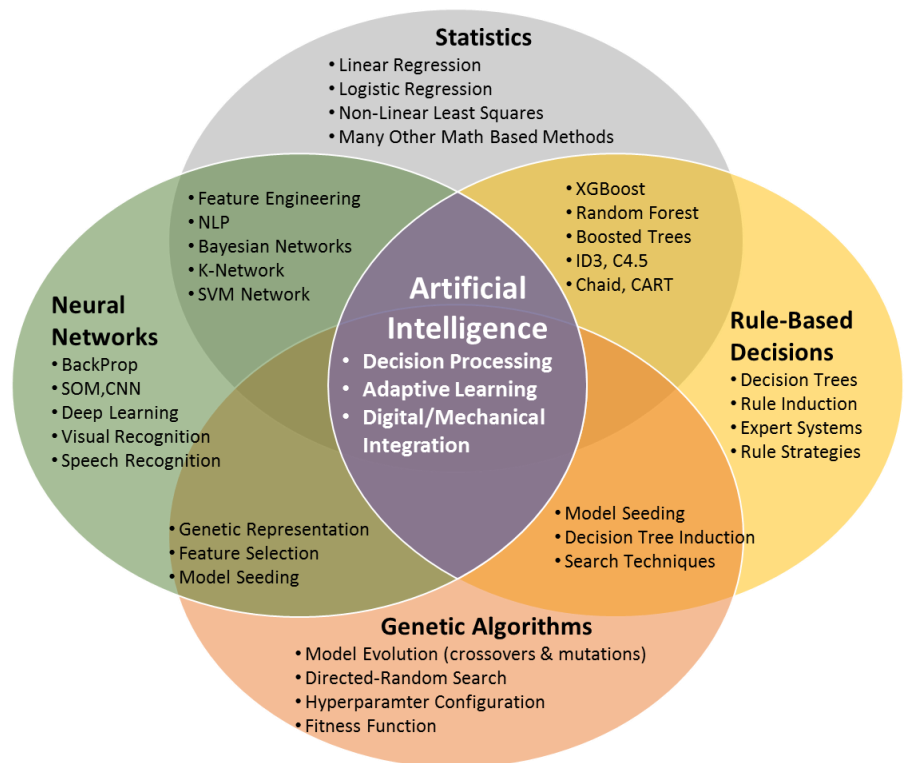 Statistics
• Linear Regression
• Logistic Regression
• Non-Linear Least Squares
• Many Other Math Based Methods
• Feature Engineering
• NLP
• Bayesian Networks
• K-Network
• SVM Network
• XGBoost
• Random Forest
• Boosted Trees
• ID3, C4.5
• Chaid, CART
Neural
Networks
• BackProp
• SOM,CNN
• Deep Learning
• Visual Recognition
• Speech Recognition
Artificial
Intelligence
• Decision Processing
• Adaptive Learning
• Digital/Mechanical
Integration
Rule-Based
Decisions
• Decision Trees
• Rule Induction
• Expert Systems
• Rule Strategies
• Genetic Representation
• Feature Selection
• Model Seeding
• Model Seeding
• Decision Tree Induction
• Search Techniques
Genetic Algorithms
• Model Evolution (crossovers & mutations)
• Directed-Random Search
• Hyperparamter Configuration
• Fitness Function